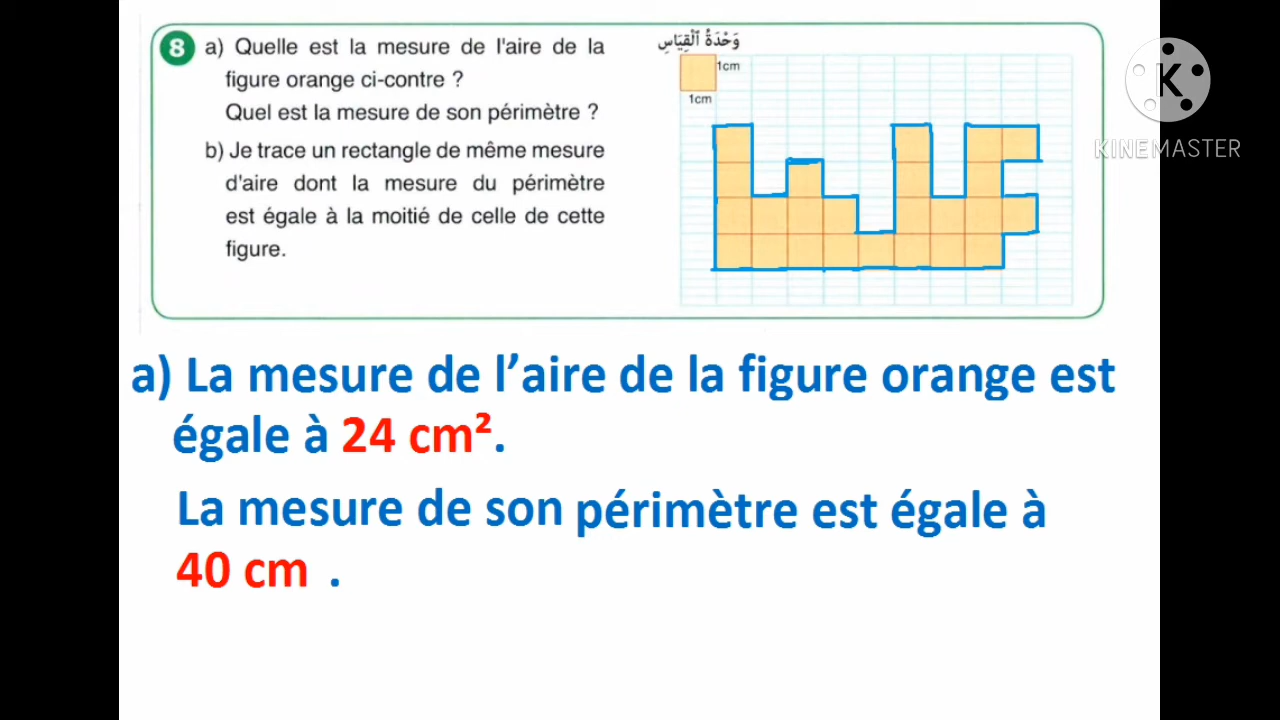 8 a) Quelle est la mesure de l'aire de la
figure orange ci-contre ?
Quel est la mesure de son périmètre ?
b) Je trace un rectangle de même mesure
d'aire dont la mesure du périmètre
est égale à la moitié de celle de cette
figure.
وَحْدَةُ ٱلْقِيَاسِ
1cm
1cm
K
KINEMASTER
a) La mesure de l’aire de la figure orange est
égale à 24 cm².
La mesure de son périmètre est égale à
40 cm .